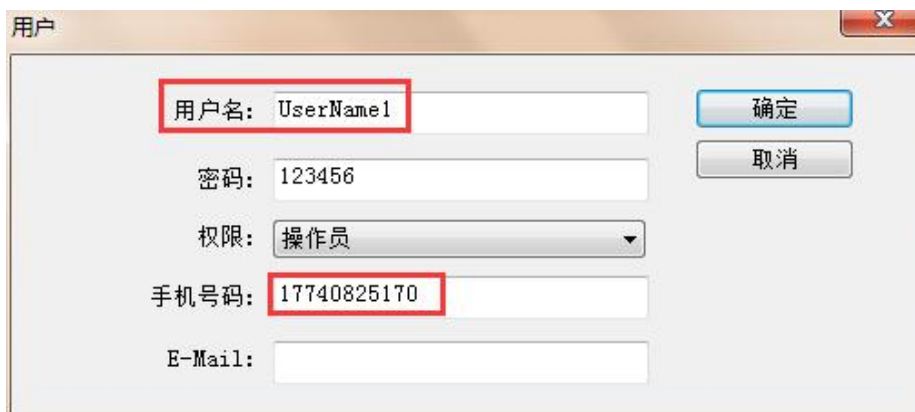 用户
用户名: UserName1
确定
密码: 123456
取消
权限: 操作员
手机号码: 17740825170
E-Mail: